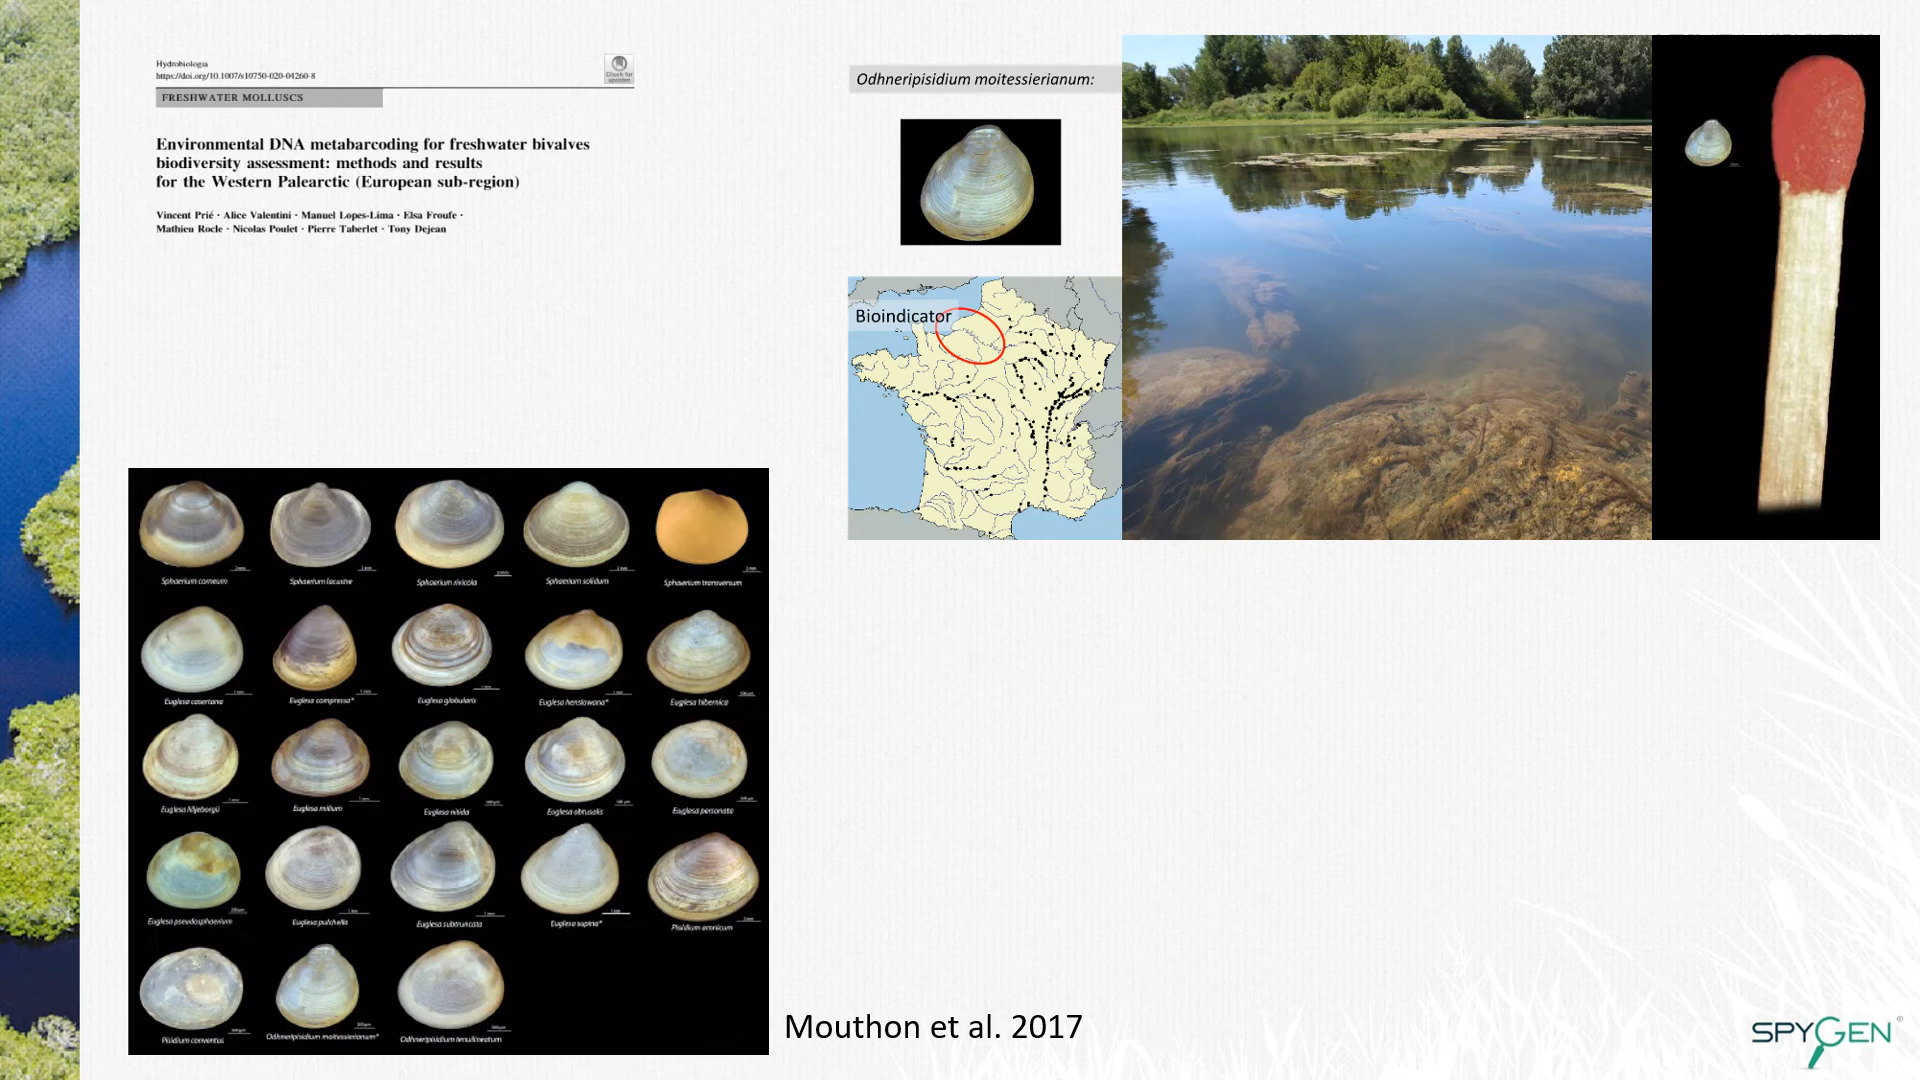 Hydrobiologia
https://doi.org/10.1007/s10750-020-04260-8
Check for
updates
FRESHWATER MOLLUSCS
Environmental DNA metabarcoding for freshwater bivalves
biodiversity assessment: methods and results
for the Western Palearctic (European sub-region)
Vincent Prié · Alice Valentini · Manuel Lopes-Lima · Elsa Froufe ·
Mathieu Rocle · Nicolas Poulet · Pierre Taberlet · Tony Dejean
Odhneripisidium moitessierianum:
Bioindicator
Sphaerium corneum
Sphaerium lacustre
Sphaerium rivicola
Sphaerium solidum
Sphaerium transversum
Euglesa casertana
Euglesa compressa*
Euglesa globularis
Euglesa henslowana*
Euglesa hibernica
Euglesa lilljeborgii
Euglesa milium
Euglesa nitida
Euglesa obtusalis
Euglesa personata
Euglesa pseudosphaerium
Euglesa pulchella
Euglesa subtruncata
Euglesa supina*
Pisidium amnicum
Pisidium conventus
Odhneripisidium moitessierianum*
Odhneripisidium tenuilineatum
Mouthon et al. 2017
SPYGEN®